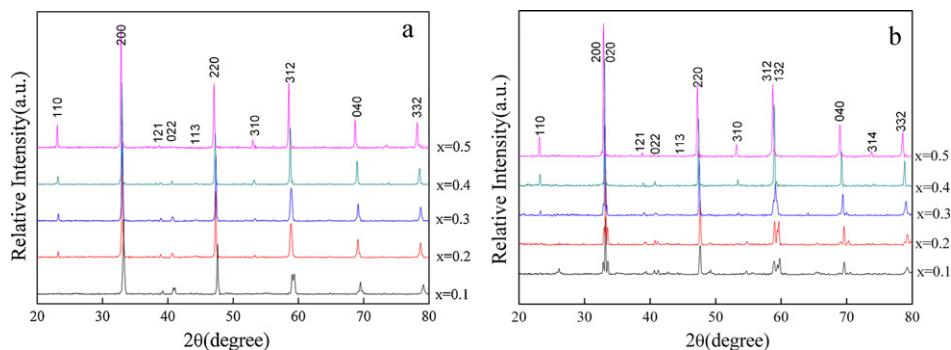 a
200
110
121
022
113
220
310
312
040
332
x=0.5
x=0.4
x=0.3
x=0.2
x=0.1
Relative Intensity(a.u.)
20 30 40 50 60 70 80
2θ(degree)
b
200
020
110
121
022
113
220
310
312
132
040
314
332
x=0.5
x=0.4
x=0.3
x=0.2
x=0.1
Relative Intensity(a.u.)
20 30 40 50 60 70 80
2θ(degree)